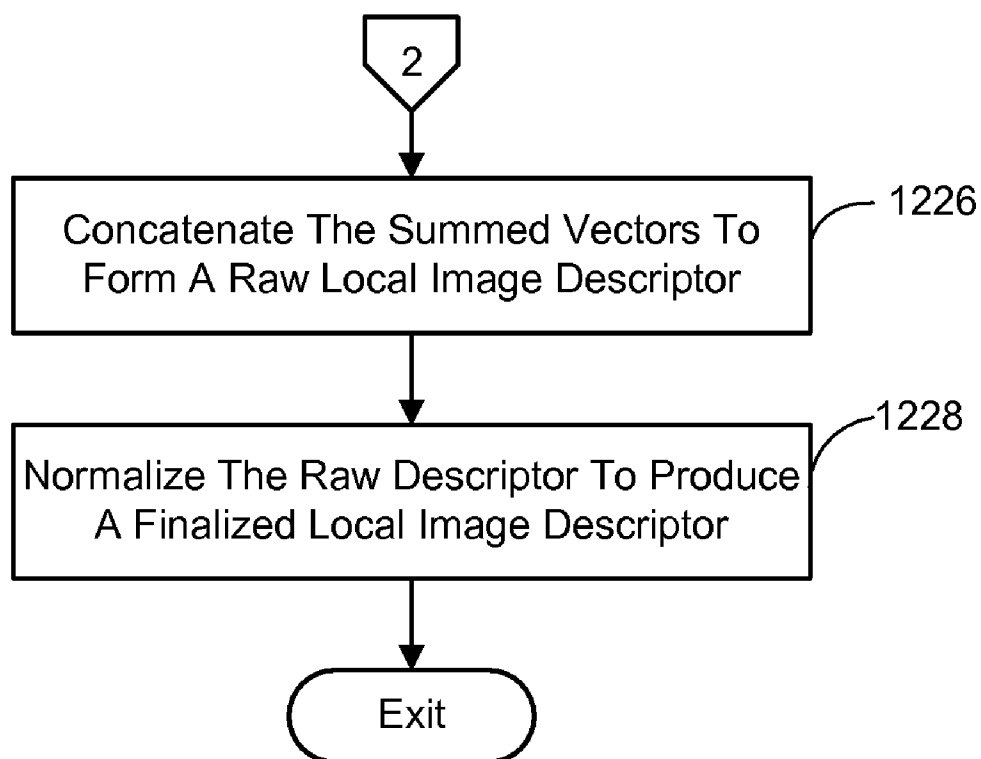 2
Concatenate The Summed Vectors To
Form A Raw Local Image Descriptor
1226
Normalize The Raw Descriptor To Produce
A Finalized Local Image Descriptor
1228
Exit